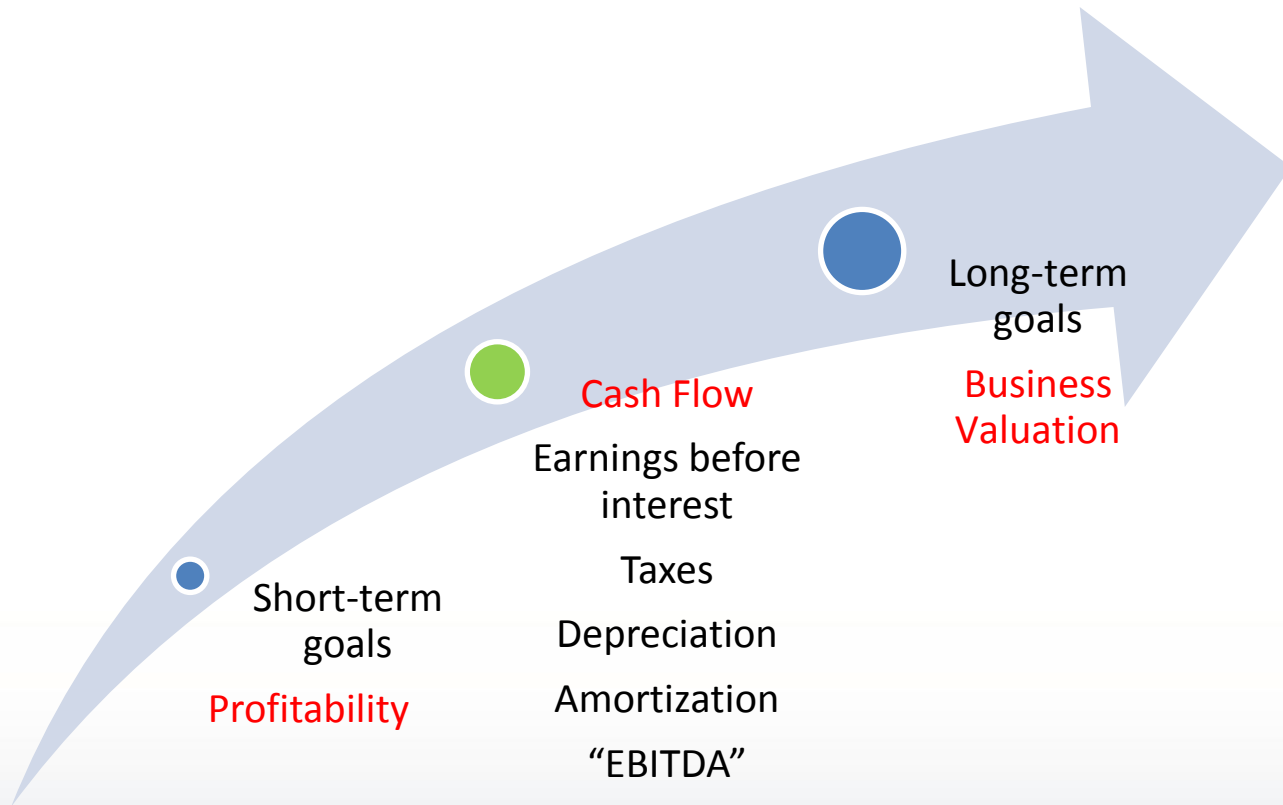 Short-term
goals
Profitability
Cash Flow
Earnings before
interest
Taxes
Depreciation
Amortization
“EBITDA”
Long-term
goals
Business
Valuation